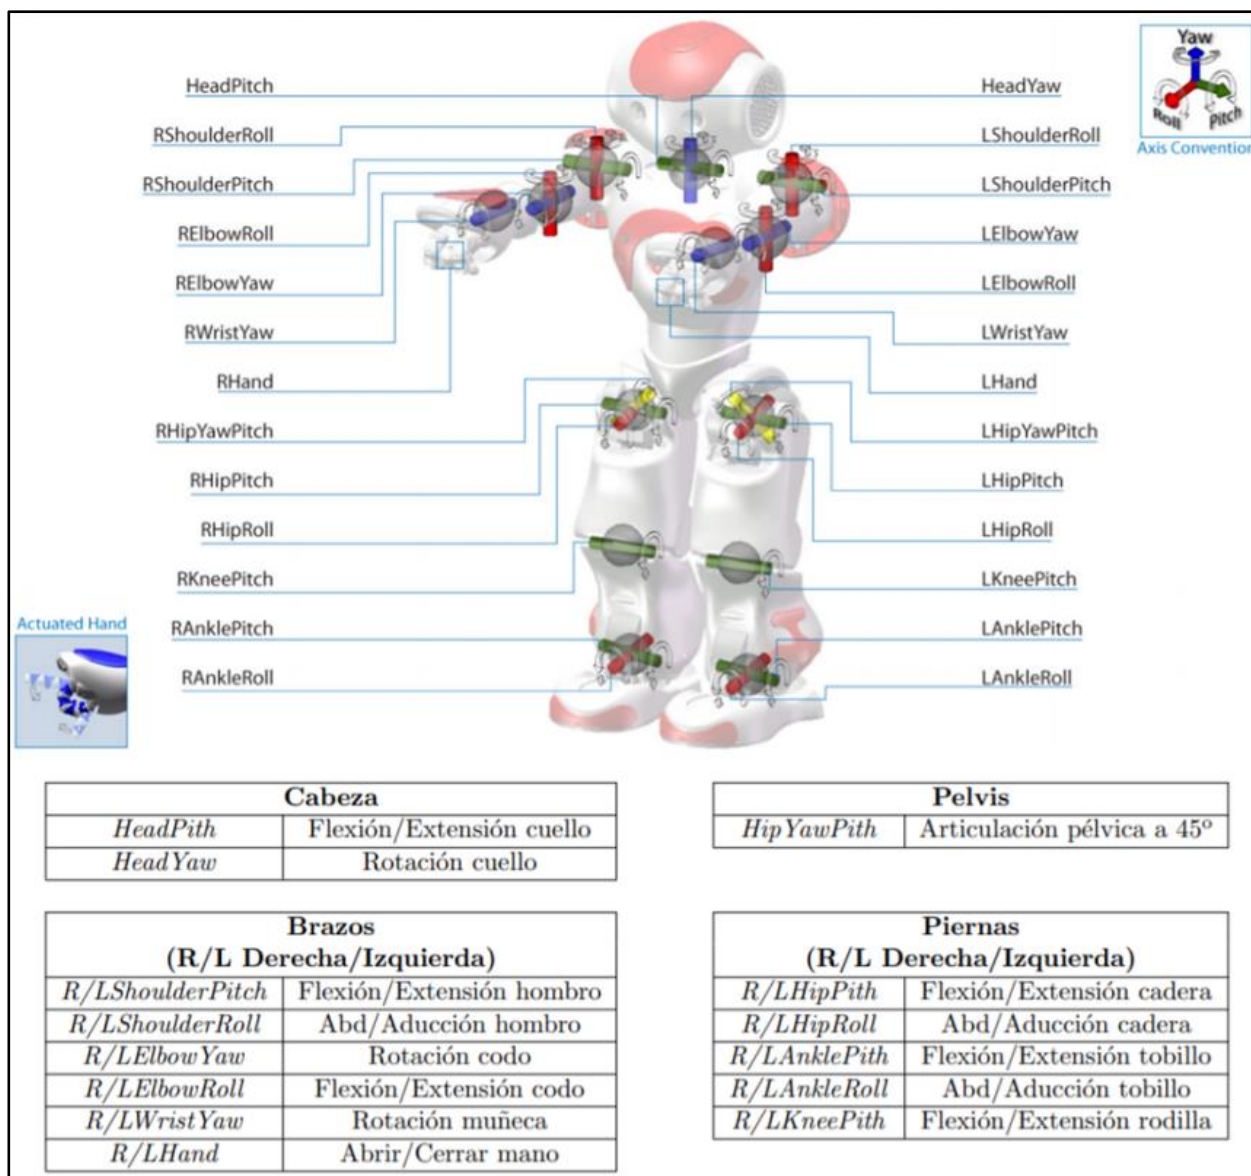 Yaw
Roll
Pitch
Axis Convention
HeadPitch
HeadYaw
RShoulderRoll
LShoulderRoll
RShoulderPitch
LShoulderPitch
RElbowRoll
LElbowYaw
RElbowYaw
LElbowRoll
RWristYaw
LWristYaw
RHand
LHand
RHipYawPitch
LHipYawPitch
RHipPitch
LHipPitch
RHipRoll
LHipRoll
RKneePitch
LKneePitch
Actuated Hand
RAnklePitch
LAnklePitch
RAnkleRoll
LAnkleRoll
Cabeza
HeadPith Flexión/Extensión cuello
HeadYaw Rotación cuello
Pelvis
HipYawPith Articulación pélvica a 45º
Brazos
(R/L Derecha/Izquierda)
R/LShoulderPitch Flexión/Extensión hombro
R/LShoulderRoll Abd/Aducción hombro
R/LElbowYaw Rotación codo
R/LElbowRoll Flexión/Extensión codo
R/LWristYaw Rotación muñeca
R/LHand Abrir/Cerrar mano
Piernas
(R/L Derecha/Izquierda)
R/LHipPith Flexión/Extensión cadera
R/LHipRoll Abd/Aducción cadera
R/LAnklePith Flexión/Extensión tobillo
R/LAnkleRoll Abd/Aducción tobillo
R/LKneePith Flexión/Extensión rodilla